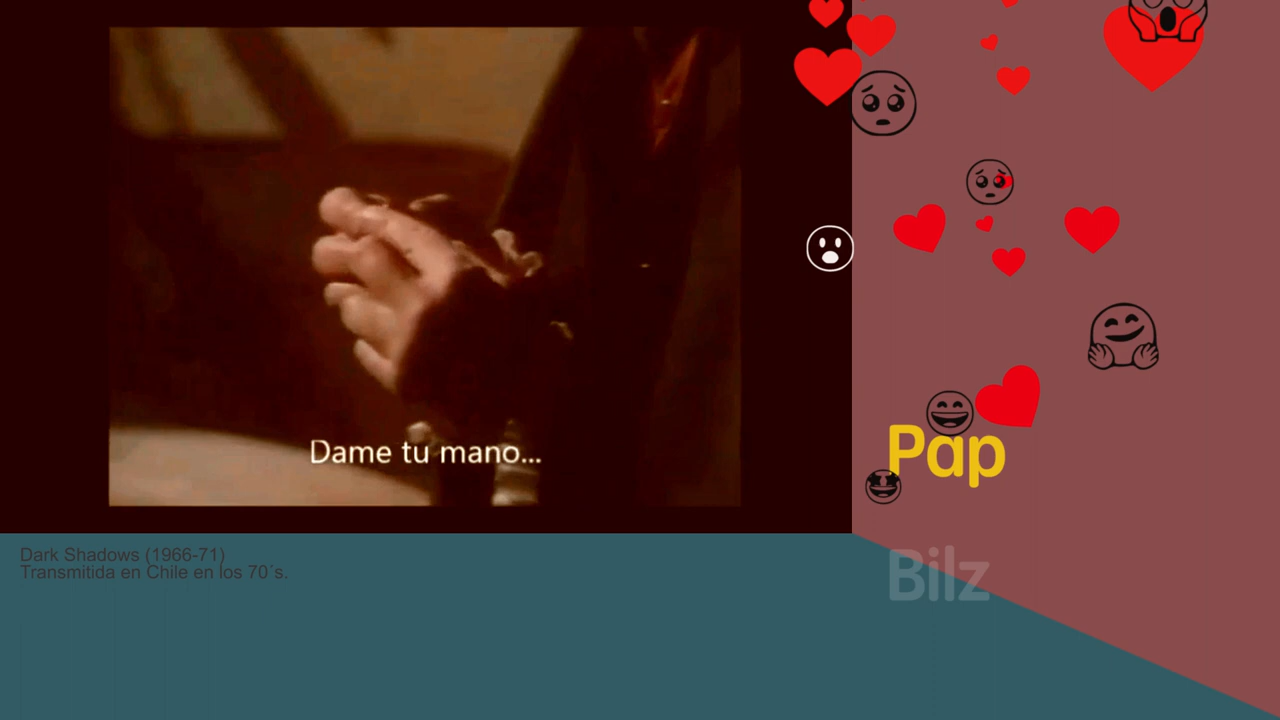 Dame tu mano...
Pap
Dark Shadows (1966-71)
Transmitida en Chile en los 70´s.
Bilz